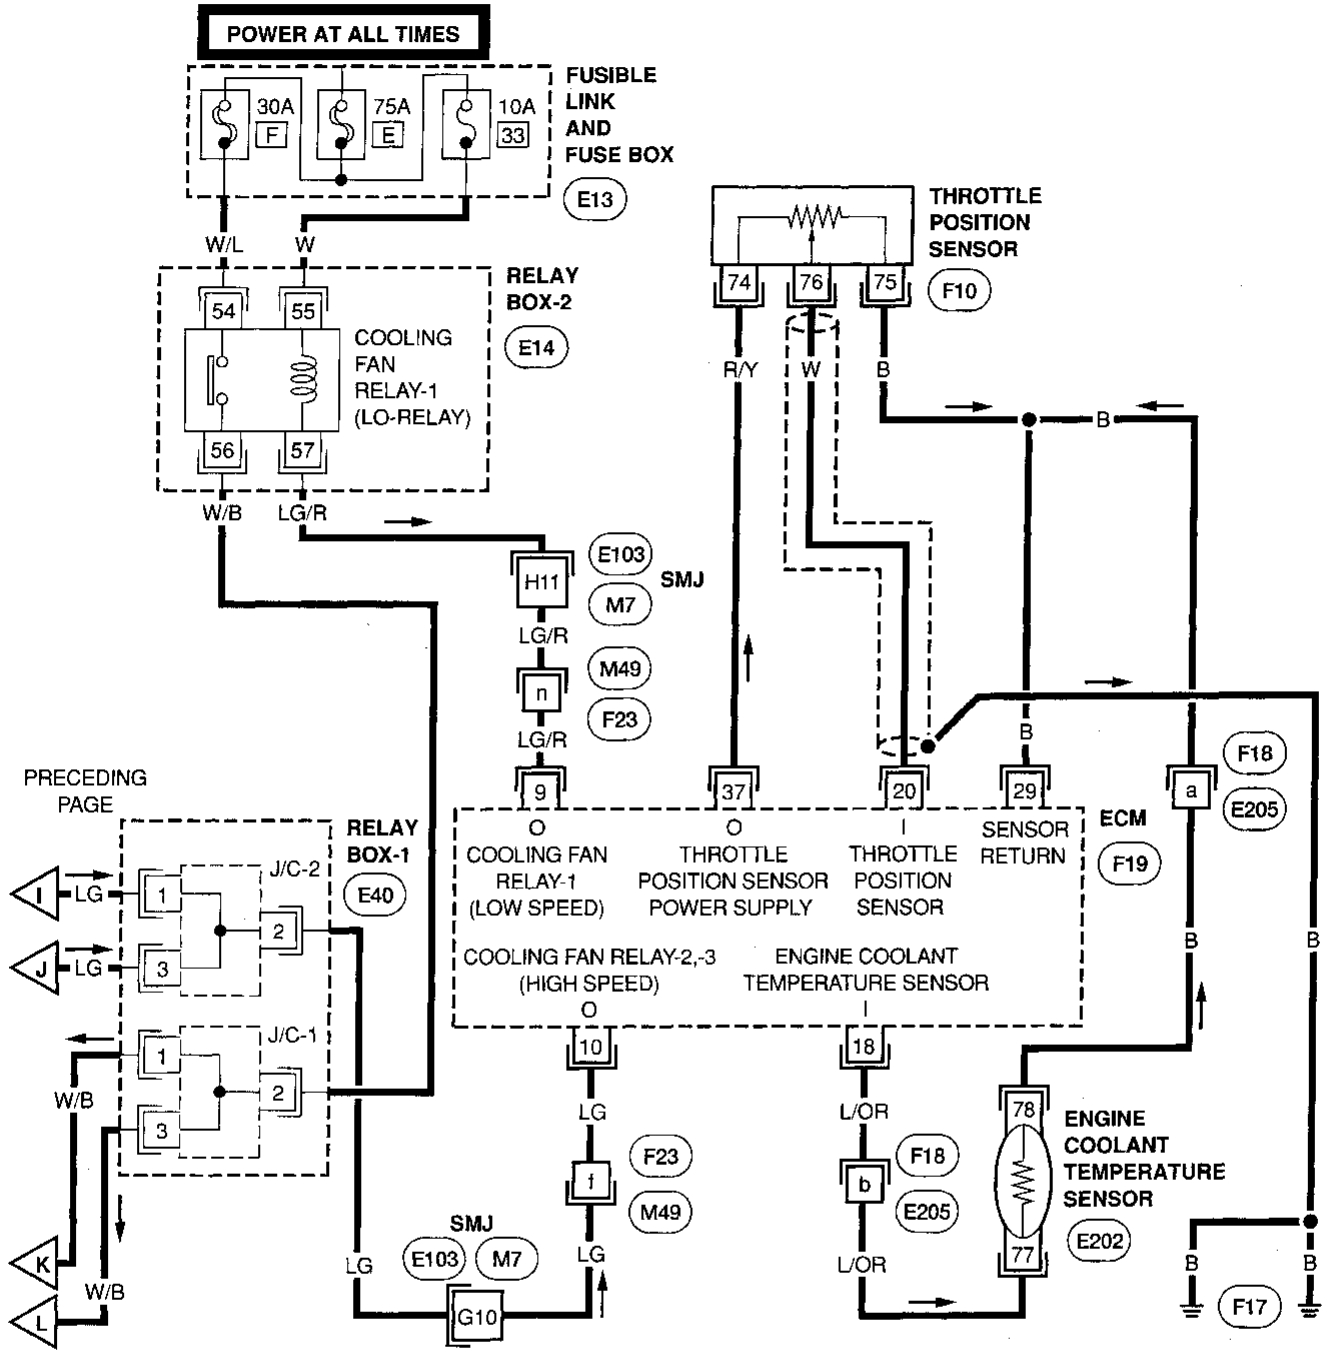 POWER AT ALL TIMES
30A
F
75A
E
10A
33
FUSIBLE
LINK
AND
FUSE BOX
E13
W/L
W
RELAY
BOX-2
E14
54
55
COOLING
FAN
RELAY-1
(LO-RELAY)
56
57
W/B
LG/R
THROTTLE
POSITION
SENSOR
F10
74
76
75
R/Y
W
B
B
H11
E103
M7
SMJ
LG/R
n
M49
F23
LG/R
B
F18
E205
a
PRECEDING
PAGE
9
37
20
29
ECM
F19
O
COOLING FAN
RELAY-1
(LOW SPEED)
O
THROTTLE
POSITION SENSOR
POWER SUPPLY
I
THROTTLE
POSITION
SENSOR
SENSOR
RETURN
COOLING FAN RELAY-2,-3
(HIGH SPEED)
O
ENGINE COOLANT
TEMPERATURE SENSOR
I
10
18
RELAY
BOX-1
E40
J/C-2
I
LG
1
2
J
LG
3
J/C-1
1
2
3
W/B
K
W/B
L
B
B
LG
L/OR
f
F23
M49
b
F18
E205
LG
LG
L/OR
SMJ
E103
M7
G10
78
77
ENGINE
COOLANT
TEMPERATURE
SENSOR
E202
B
B
F17